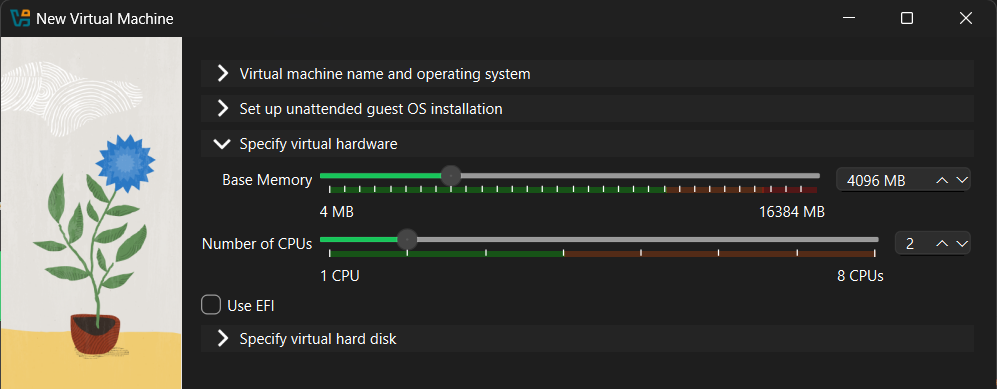 New Virtual Machine
Virtual machine name and operating system
Set up unattended guest OS installation
Specify virtual hardware
Base Memory
4096 MB
4 MB
16384 MB
Number of CPUs
2
1 CPU
8 CPUs
Use EFI
Specify virtual hard disk